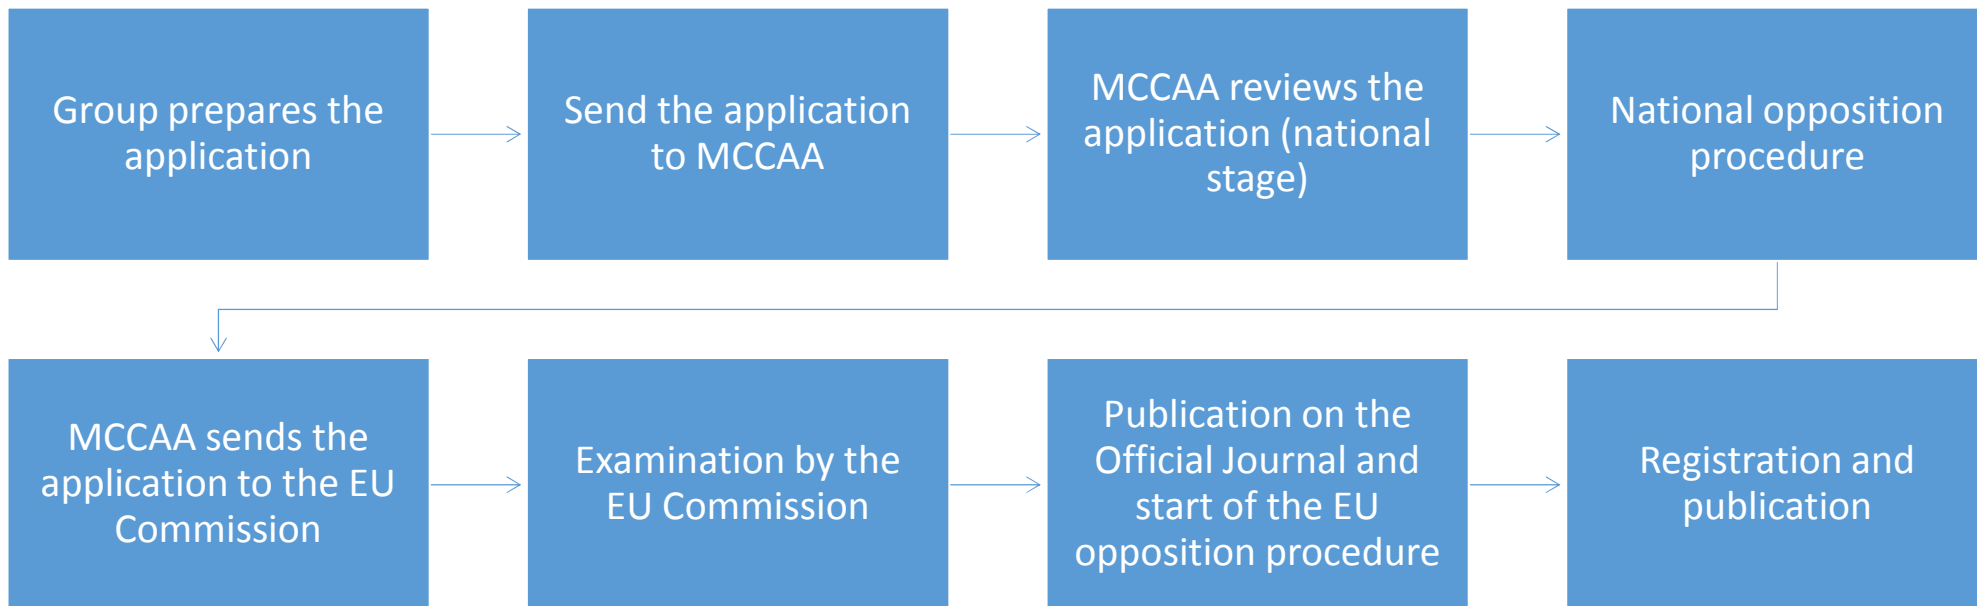 Group prepares the
application
Send the application
to MCCAA
MCCAA reviews the
application (national
stage)
National opposition
procedure
MCCAA sends the
application to the EU
Commission
Examination by the
EU Commission
Publication on the
Official Journal and
start of the EU
opposition procedure
Registration and
publication